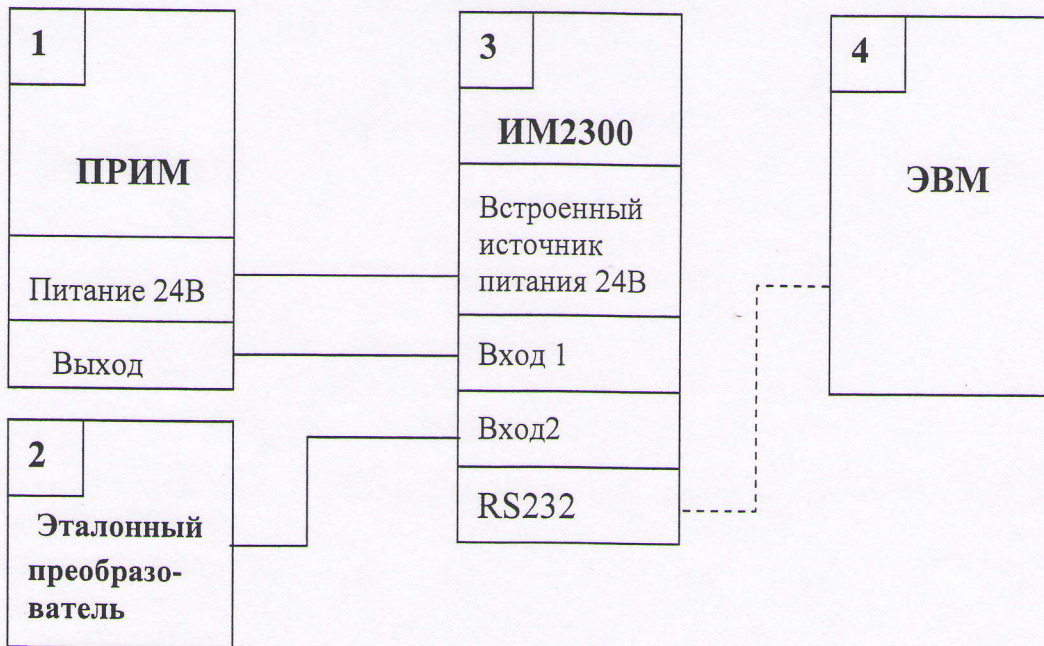 1
ПРИМ
Питание 24В
Выход
2
Эталонный
преобразо-
ватель
3
ИМ2300
Встроенный
источник
питания 24В
Вход 1
Вход2
RS232
4
ЭВМ